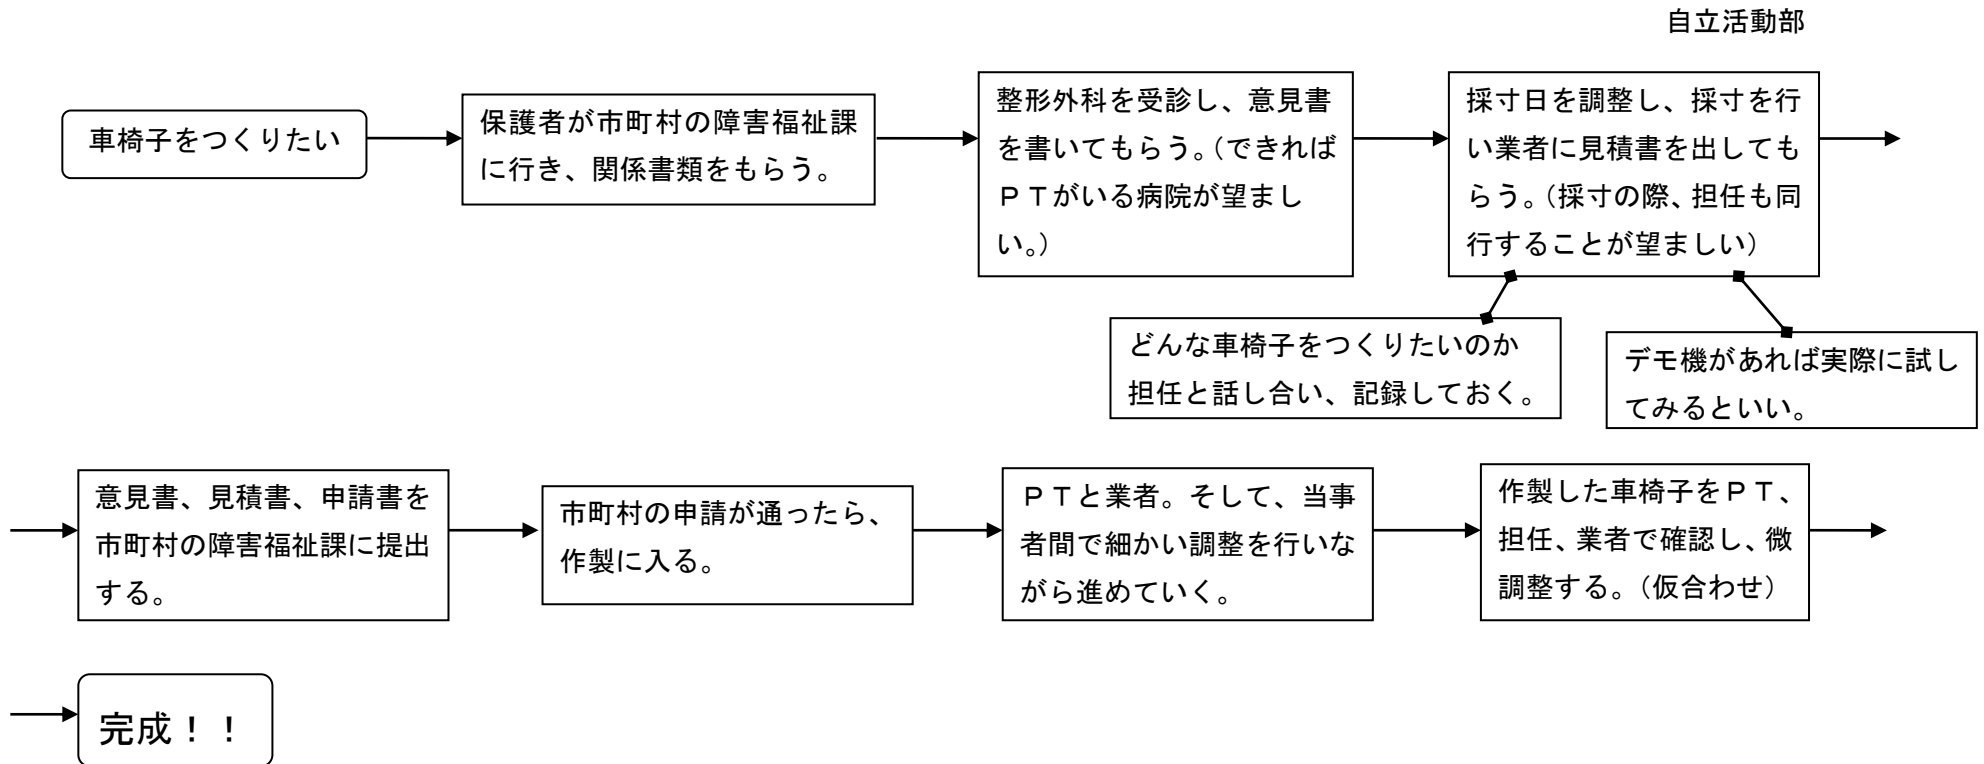 自立活動部
車椅子をつくりたい
保護者が市町村の障害福祉課
に行き、関係書類をもらう。
整形外科を受診し、意見書
を書いてもらう。（できれば
ＰＴがいる病院が望まし
い。）
採寸日を調整し、採寸を行
い業者に見積書を出しても
らう。（採寸の際、担任も同
行することが望ましい）
どんな車椅子をつくりたいのか
担任と話し合い、記録しておく。
デモ機があれば実際に試し
てみるといい。
意見書、見積書、申請書を
市町村の障害福祉課に提出
する。
市町村の申請が通ったら、
作製に入る。
ＰＴと業者。そして、当事
者間で細かい調整を行いな
がら進めていく。
作製した車椅子をＰＴ、
担任、業者で確認し、微
調整する。（仮合わせ）
完成！！